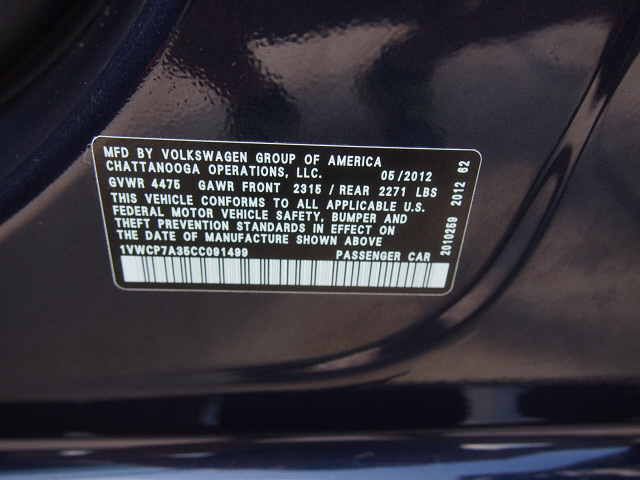 MFD BY VOLKSWAGEN GROUP OF AMERICA
CHATTANOOGA OPERATIONS, LLC. 05/2012
GVWR 4475 GAWR FRONT 2315 / REAR 2271 LBS
THIS VEHICLE CONFORMS TO ALL APPLICABLE U.S.
FEDERAL MOTOR VEHICLE SAFETY, BUMPER AND
THEFT PREVENTION STANDARDS IN EFFECT ON
THE DATE OF MANUFACTURE SHOWN ABOVE
1VWCP7A35CC091499 PASSENGER CAR
2010259 2012 62